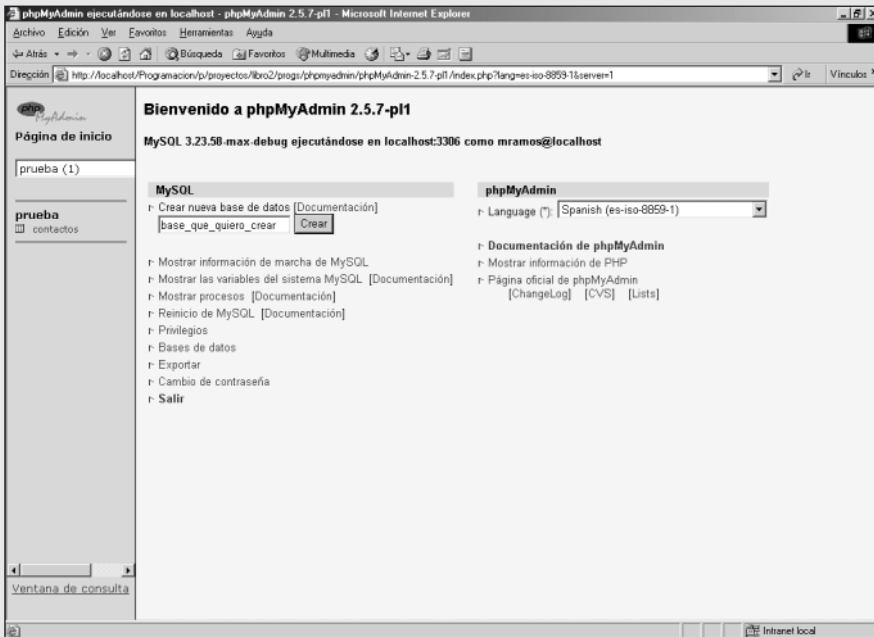 phpMyAdmin ejecutándose en localhost - phpMyAdmin 2.5.7-pl1 - Microsoft Internet Explorer
Archivo Edición Ver Favoritos Herramientas Ayuda
Atrás Búsqueda Favoritos Multimedia
Dirección http://localhost/Programacion/p/proyectos/libro2/progs/phpmyadmin/phpMyAdmin-2.5.7-pl1/index.php?lang=es-iso-8859-1&server=1 Ir Vínculos
php MyAdmin
Página de inicio
prueba (1)
prueba
contactos
Ventana de consulta
Bienvenido a phpMyAdmin 2.5.7-pl1
MySQL 3.23.58-max-debug ejecutándose en localhost:3306 como mramos@localhost
MySQL
Crear nueva base de datos [Documentación]
base_que_quiero_crear Crear
Mostrar información de marcha de MySQL
Mostrar las variables del sistema MySQL [Documentación]
Mostrar procesos [Documentación]
Reinicio de MySQL [Documentación]
Privilegios
Bases de datos
Exportar
Cambio de contraseña
Salir
phpMyAdmin
Language (*): Spanish (es-iso-8859-1)
Documentación de phpMyAdmin
Mostrar información de PHP
Página oficial de phpMyAdmin
[ChangeLog] [CVS] [Lists]
Intranet local